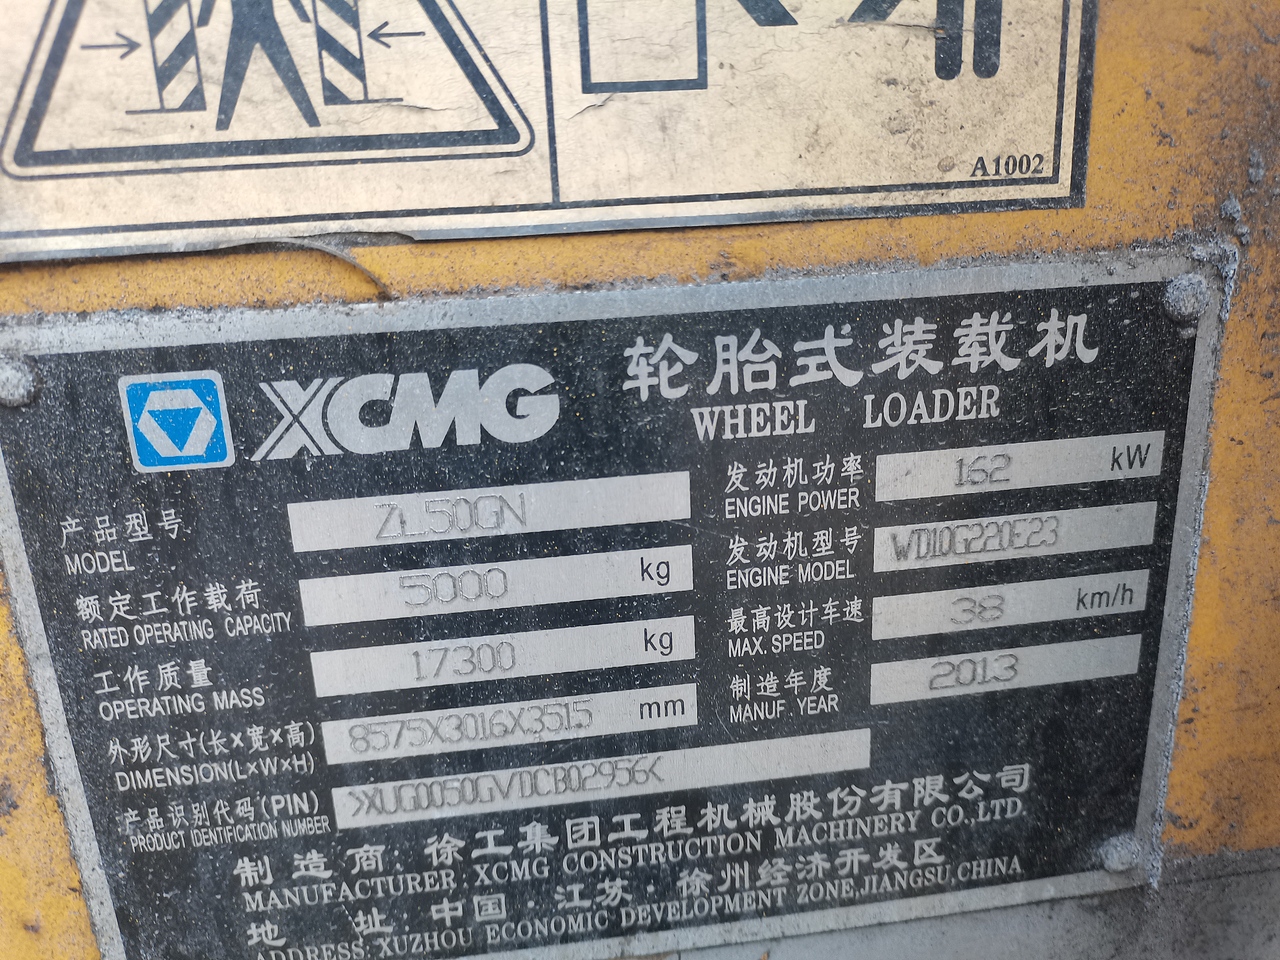 A1002
XCMG
轮胎式装载机
WHEEL LOADER
产品型号
MODEL
ZL50GN
额定工作载荷
RATED OPERATING CAPACITY
5000 kg
工作质量
OPERATING MASS
17300 kg
外形尺寸(长×宽×高)
DIMENSION(L×W×H)
8575X3016X3515 mm
产品识别代码(PIN)
PRODUCT IDENTIFICATION NUMBER
>XUG0050GVDCB02956<
发动机功率
ENGINE POWER
162 kW
发动机型号
ENGINE MODEL
WD10G220E23
最高设计车速
MAX. SPEED
38 km/h
制造年度
MANUF. YEAR
2013
制造商:徐工集团工程机械股份有限公司
MANUFACTURER:XCMG CONSTRUCTION MACHINERY CO.,LTD.
地址:中国·江苏·徐州经济开发区
ADDRESS:XUZHOU ECONOMIC DEVELOPMENT ZONE,JIANGSU,CHINA